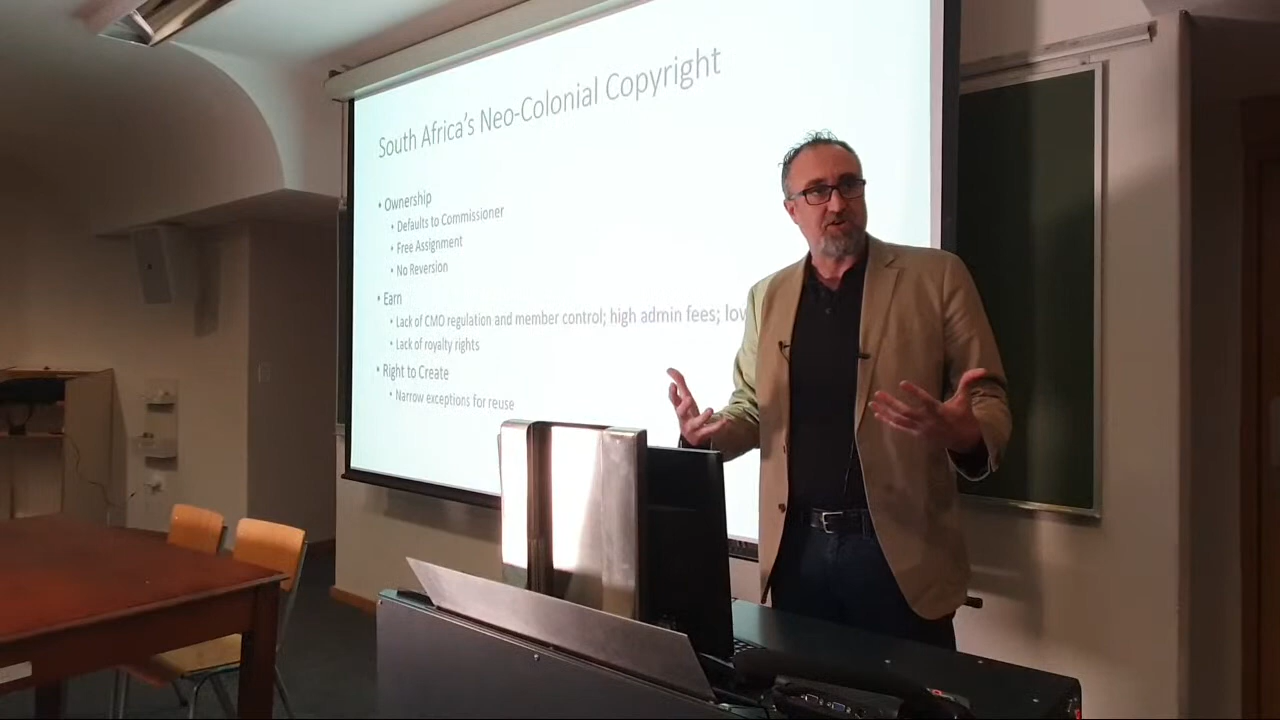 South Africa's Neo-Colonial Copyright
• Ownership
• Defaults to Commissioner
• Free Assignment
• No Reversion
• Earn
• Lack of CMO regulation and member control; high admin fees;
• Lack of royalty rights
• Right to Create
• Narrow exceptions for reuse